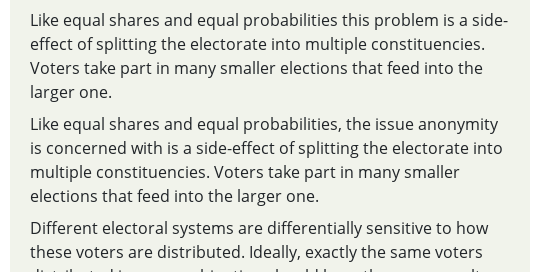 Like equal shares and equal probabilities this problem is a side-
effect of splitting the electorate into multiple constituencies.
Voters take part in many smaller elections that feed into the
larger one.
Like equal shares and equal probabilities, the issue anonymity
is concerned with is a side-effect of splitting the electorate into
multiple constituencies. Voters take part in many smaller
elections that feed into the larger one.
Different electoral systems are differentially sensitive to how
these voters are distributed. Ideally, exactly the same voters